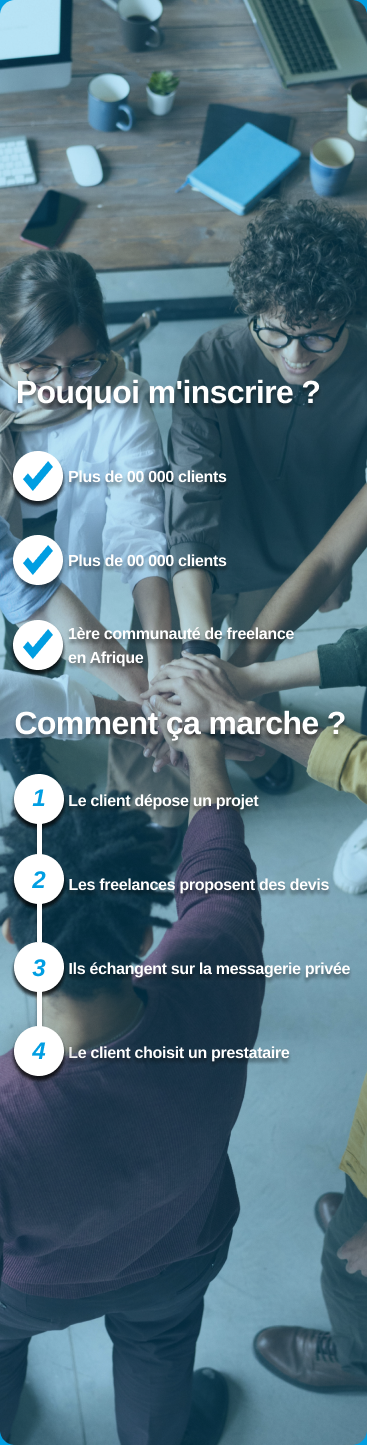 Pouquoi m'inscrire ?
Plus de 00 000 clients
Plus de 00 000 clients
1ère communauté de freelance
en Afrique
Comment ça marche ?
1 Le client dépose un projet
2 Les freelances proposent des devis
3 Ils échangent sur la messagerie privée
4 Le client choisit un prestataire